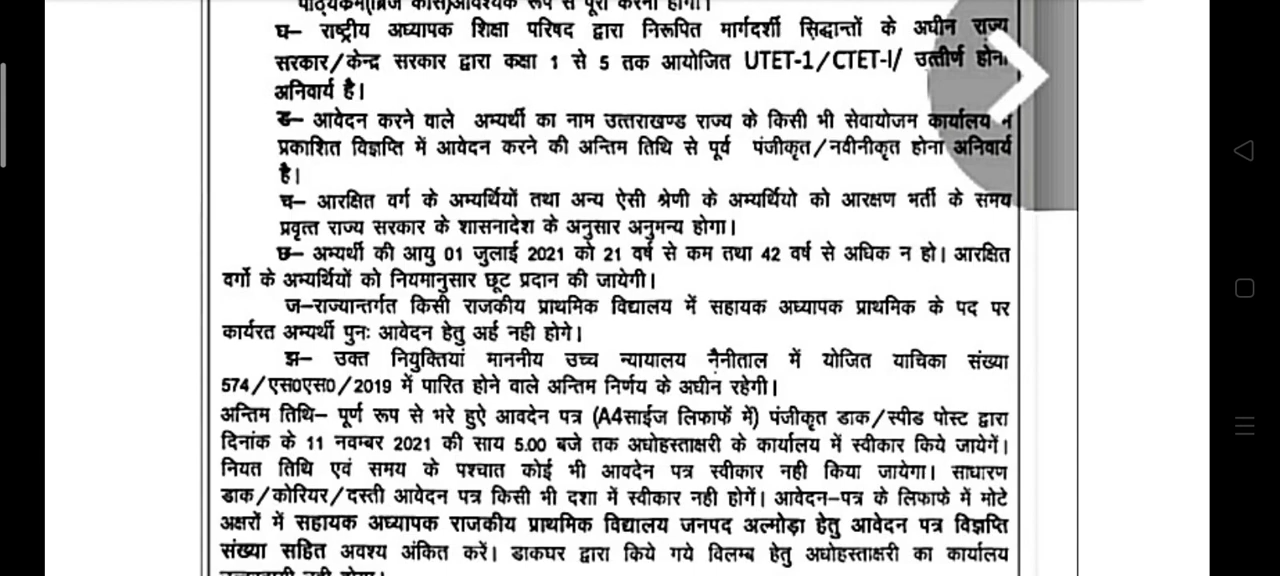 पाठ्यक्रम(ब्रिज कोर्स)आवश्यक रूप से पूरा करना होगा।
घ– राष्ट्रीय अध्यापक शिक्षा परिषद द्वारा निरूपित मार्गदर्शी सिद्धान्तों के अधीन राज्य
सरकार/केन्द्र सरकार द्वारा कक्षा 1 से 5 तक आयोजित UTET-1/CTET-I/ उत्तीर्ण होना
अनिवार्य है।
ड– आवेदन करने वाले अभ्यर्थी का नाम उत्तराखण्ड राज्य के किसी भी सेवायोजन कार्यालय
प्रकाशित विज्ञप्ति में आवेदन करने की अन्तिम तिथि से पूर्व पंजीकृत/नवीनीकृत होना अनिवार्य
है।
च– आरक्षित वर्ग के अभ्यर्थियों तथा अन्य ऐसी श्रेणी के अभ्यर्थियो को आरक्षण भर्ती के समय
प्रवृत्त राज्य सरकार के शासनादेश के अनुसार अनुमन्य होगा।
छ– अभ्यर्थी की आयु 01 जुलाई 2021 को 21 वर्ष से कम तथा 42 वर्ष से अधिक न हो। आरक्षित
वर्गो के अभ्यर्थियों को नियमानुसार छूट प्रदान की जायेगी।
ज–राज्यान्तर्गत किसी राजकीय प्राथमिक विद्यालय में सहायक अध्यापक प्राथमिक के पद पर
कार्यरत अभ्यर्थी पुनः आवेदन हेतु अर्ह नही होगे।
झ– उक्त नियुक्तियां माननीय उच्च न्यायालय नैनीताल में योजित याचिका संख्या
574/एस0एस0/2019 में पारित होने वाले अन्तिम निर्णय के अधीन रहेगी।
अन्तिम तिथि– पूर्ण रूप से भरे हुऐ आवदेन पत्र (A4साईज लिफाफें में) पंजीकृत डाक/स्पीड पोस्ट द्वारा
दिनांक के 11 नवम्बर 2021 की साय 5.00 बजे तक अधोहस्ताक्षरी के कार्यालय में स्वीकार किये जायेगें।
नियत तिथि एवं समय के पश्चात कोई भी आवदेन पत्र स्वीकार नही किया जायेगा। साधारण
डाक/कोरियर/दस्ती आवेदन पत्र किसी भी दशा में स्वीकार नही होगें। आवेदन–पत्र के लिफाफे में मोटे
अक्षरों में सहायक अध्यापक राजकीय प्राथमिक विद्यालय जनपद अल्मोड़ा हेतु आवेदन पत्र विज्ञप्ति
संख्या सहित अवश्य अंकित करें। डाकघर द्वारा किये गये विलम्ब हेतु अधोहस्ताक्षरी का कार्यालय